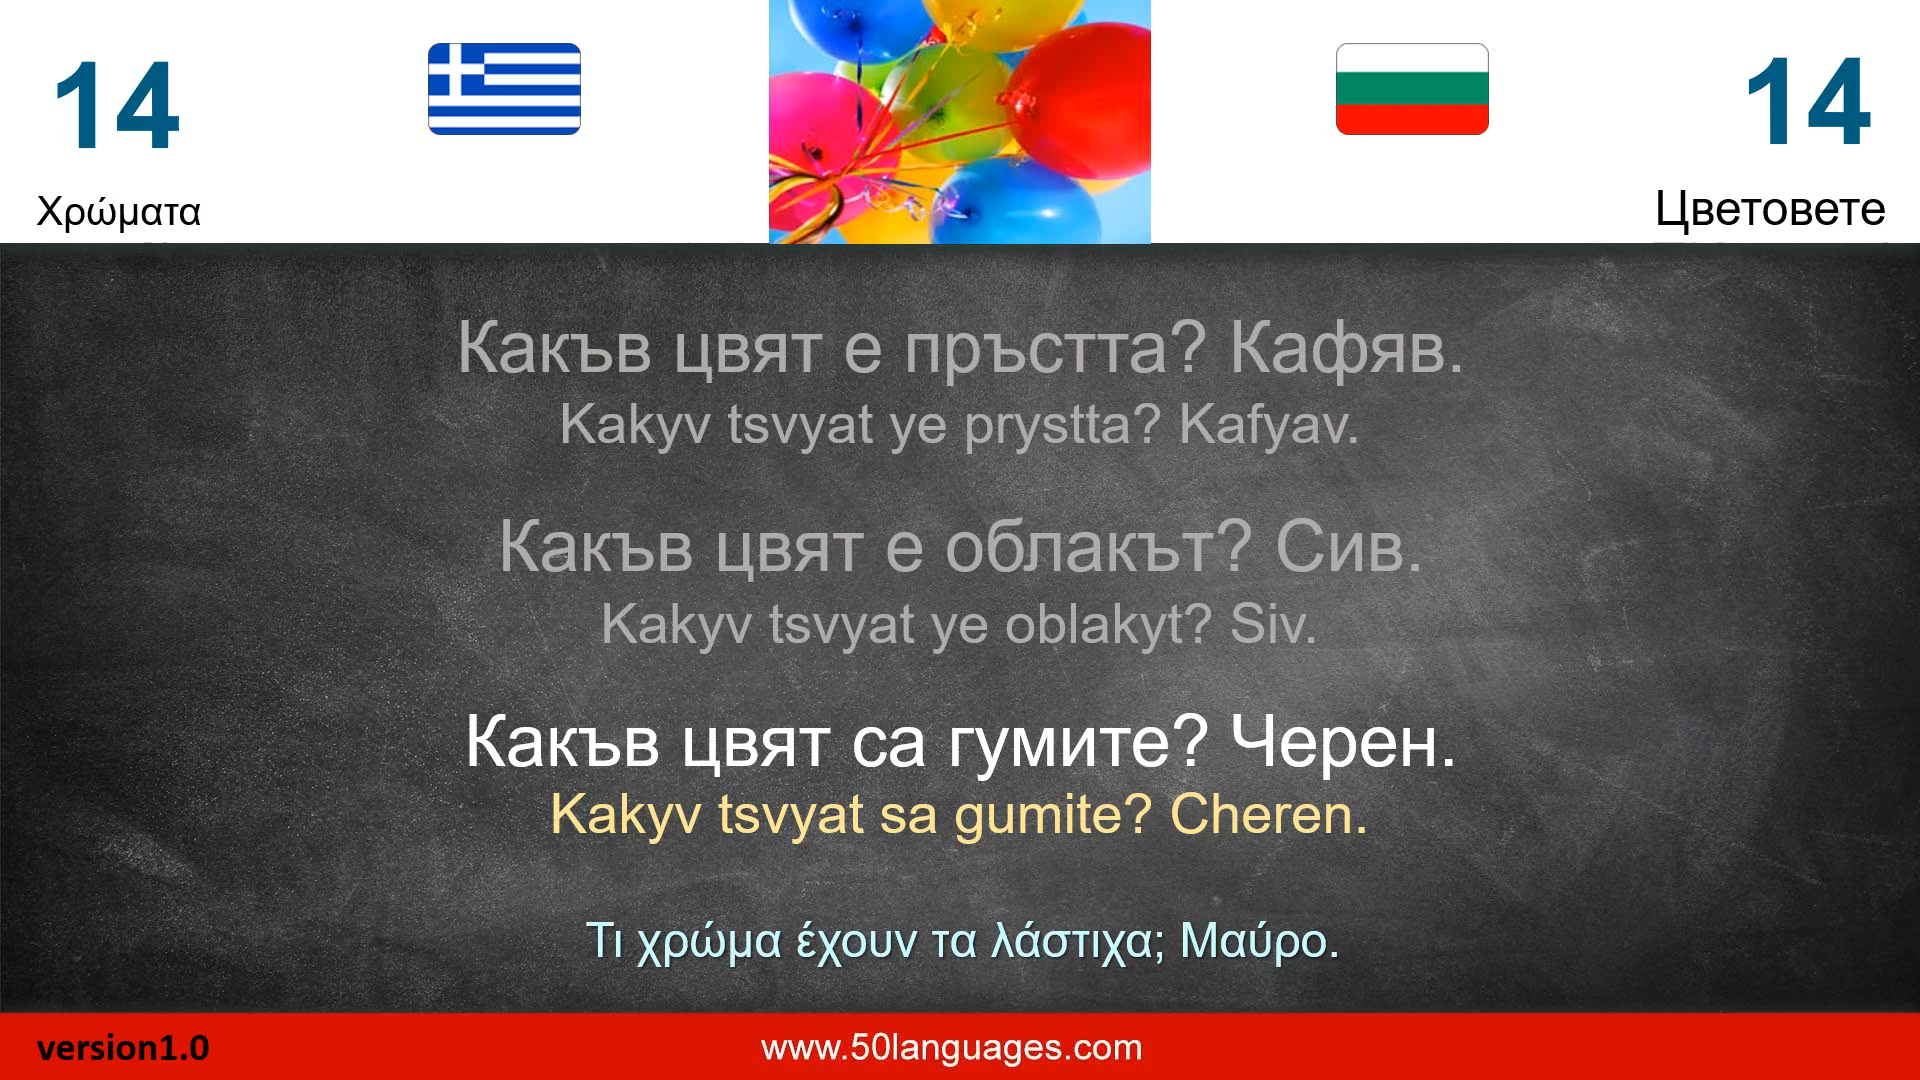 14
14
Χρώματα
Цветовете
Какъв цвят е пръстта? Кафяв.
Kakyv tsvyat ye prystta? Kafyav.
Какъв цвят е облакът? Сив.
Kakyv tsvyat ye oblakyt? Siv.
Какъв цвят са гумите? Черен.
Kakyv tsvyat sa gumite? Cheren.
Τι χρώμα έχουν τα λάστιχα; Μαύρο.
version1.0
www.50languages.com